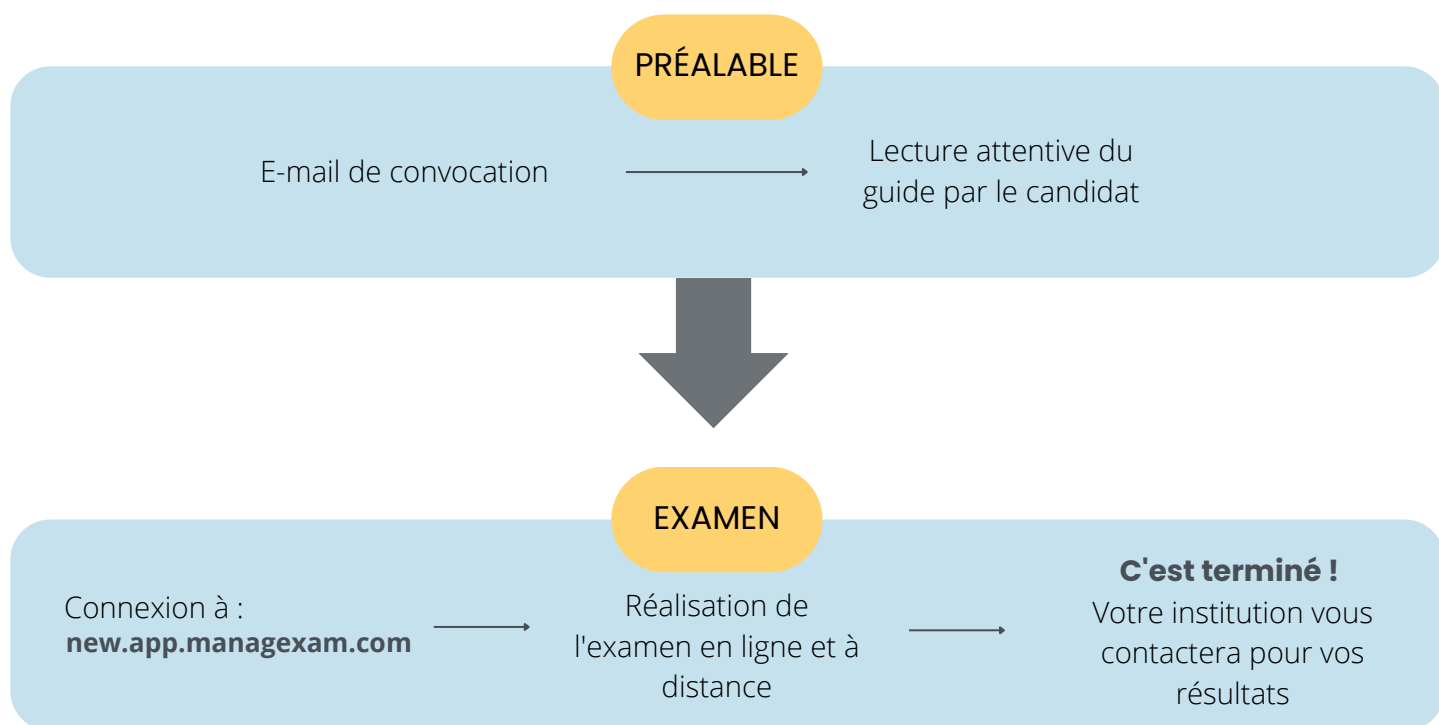 PRÉALABLE
E-mail de convocation
Lecture attentive du
guide par le candidat
EXAMEN
Connexion à :
new.app.managexam.com
Réalisation de
l'examen en ligne et à
distance
C'est terminé !
Votre institution vous
contactera pour vos
résultats